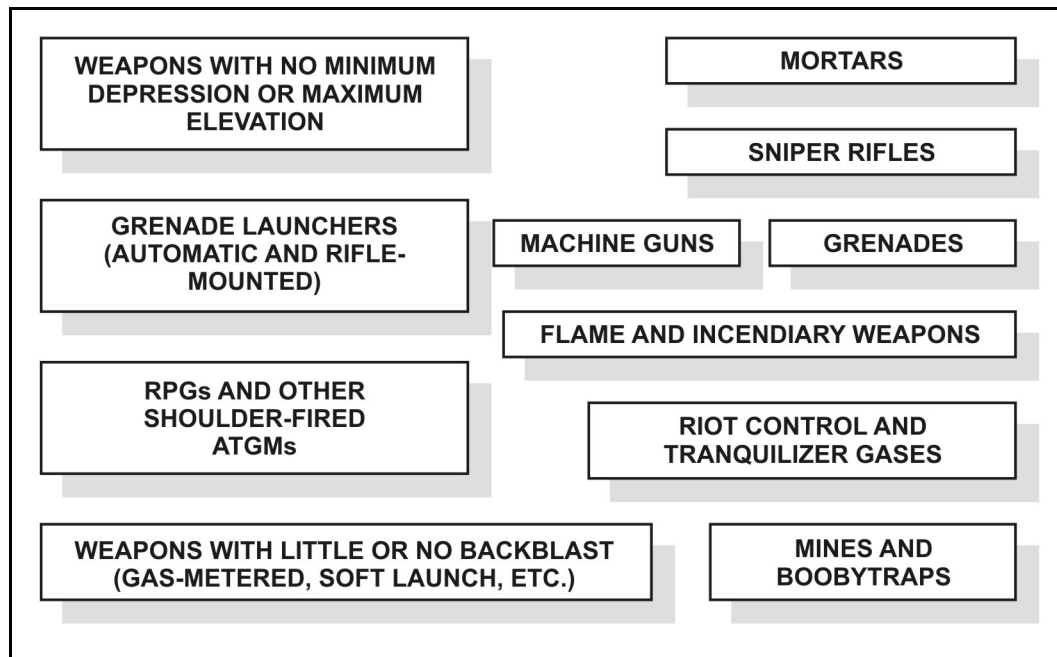 WEAPONS WITH NO MINIMUM
DEPRESSION OR MAXIMUM
ELEVATION
MORTARS
SNIPER RIFLES
GRENADE LAUNCHERS
(AUTOMATIC AND RIFLE-
MOUNTED)
MACHINE GUNS
GRENADES
FLAME AND INCENDIARY WEAPONS
RPGs AND OTHER
SHOULDER-FIRED
ATGMs
RIOT CONTROL AND
TRANQUILIZER GASES
WEAPONS WITH LITTLE OR NO BACKBLAST
(GAS-METERED, SOFT LAUNCH, ETC.)
MINES AND
BOOBYTRAPS